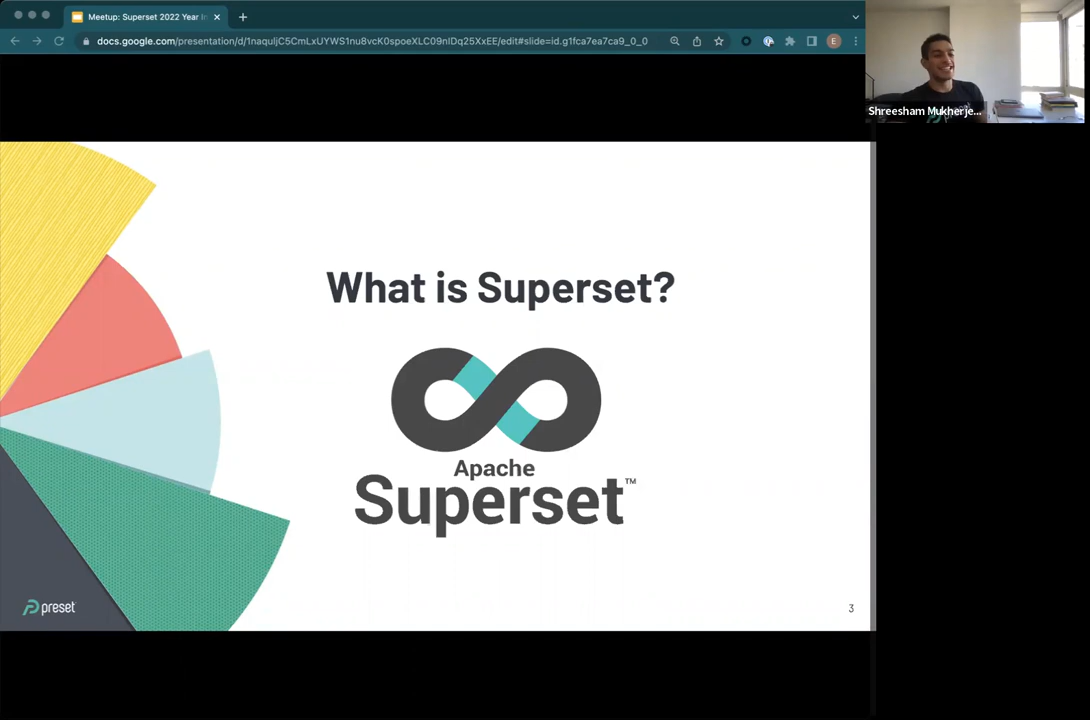 Meetup: Superset 2022 Year In
docs.google.com/presentation/d/1naquljC5CmLxUYWS1nu8vcK0spoeXLC09nIDq25XxEE/edit#slide=id.g1fca7ea7ca9_0_0
E
Shreesham Mukherje...
What is Superset?
Apache
Superset™
preset
3